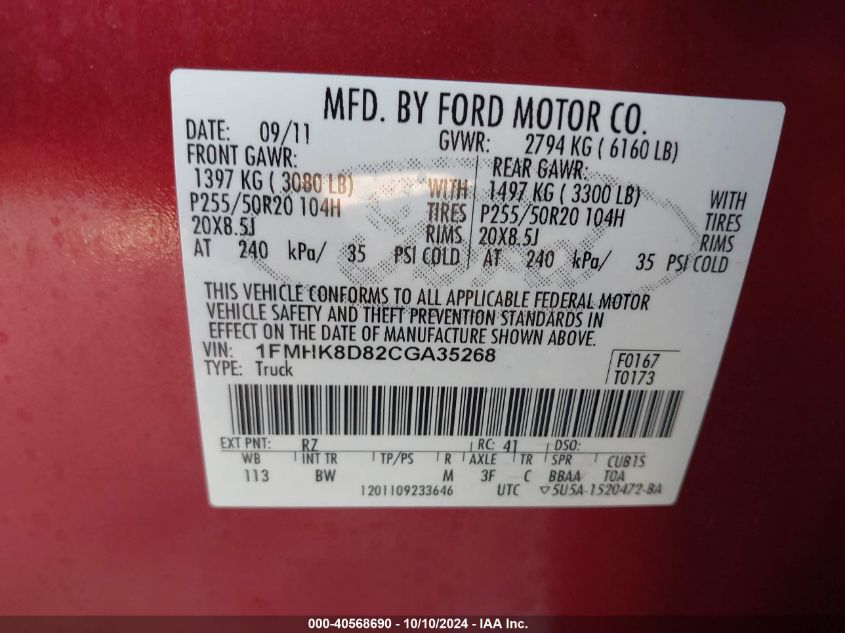 MFD. BY FORD MOTOR CO.
DATE: 09/11 GVWR: 2794 KG ( 6160 LB)
FRONT GAWR: REAR GAWR:
1397 KG ( 3080 LB) WITH 1497 KG ( 3300 LB) WITH
P255/50R20 104H TIRES P255/50R20 104H TIRES
20X8.5J RIMS 20X8.5J RIMS
AT 240 kPa/ 35 PSI COLD AT 240 kPa/ 35 PSI COLD
THIS VEHICLE CONFORMS TO ALL APPLICABLE FEDERAL MOTOR
VEHICLE SAFETY AND THEFT PREVENTION STANDARDS IN
EFFECT ON THE DATE OF MANUFACTURE SHOWN ABOVE.
VIN: 1FMHK8D82CGA35268 F0167
TYPE: Truck T0173
EXT PNT: RZ RC: 41 DSO:
WB INT TR TP/PS R AXLE TR SPR CUB1S
113 BW M 3F C BBAA TOA
1201109233646 UTC ▽5U5A-1520472-BA
000-40568690 - 10/10/2024 - IAA Inc.